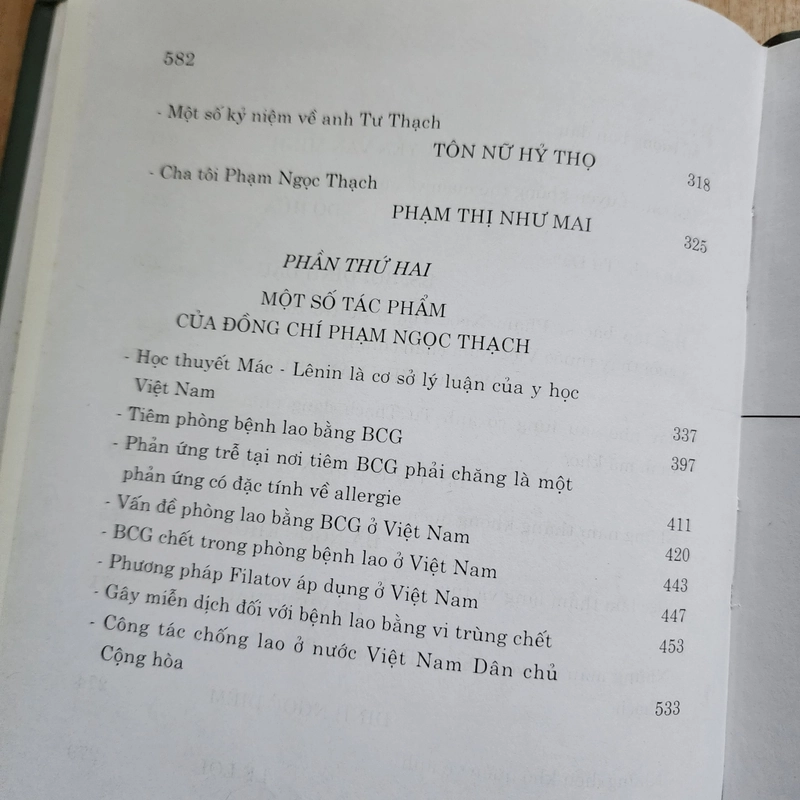 582
- Một số kỷ niệm về anh Tư Thạch
TÔN NỮ HỶ THỌ 318
- Cha tôi Phạm Ngọc Thạch
PHẠM THỊ NHƯ MAI 325
PHẦN THỨ HAI
MỘT SỐ TÁC PHẨM
CỦA ĐỒNG CHÍ PHẠM NGỌC THẠCH
- Học thuyết Mác - Lênin là cơ sở lý luận của y học
Việt Nam 337
- Tiêm phòng bệnh lao bằng BCG 397
- Phản ứng trễ tại nơi tiêm BCG phải chăng là một
phản ứng có đặc tính về allergie 411
- Vấn đề phòng lao bằng BCG ở Việt Nam 420
- BCG chết trong phòng bệnh lao ở Việt Nam 443
- Phương pháp Filatov áp dụng ở Việt Nam 447
- Gây miễn dịch đối với bệnh lao bằng vi trùng chết 453
- Công tác chống lao ở nước Việt Nam Dân chủ
Cộng hòa 533